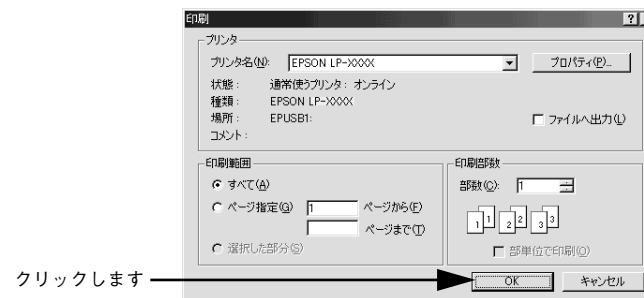 印刷
プリンタ
プリンタ名(N): EPSON LP-XXXX プロパティ(P)...
状態: 通常使うプリンタ: オンライン
種類: EPSON LP-XXXX
場所: EPUSB1:
コメント:
ファイルへ出力(L)
印刷範囲
すべて(A)
ページ指定(G) 1 ページから(F)
ページまで(T)
選択した部分(S)
印刷部数
部数(C): 1
1 1 2 2 3 3
部単位で印刷(O)
クリックします
OK キャンセル